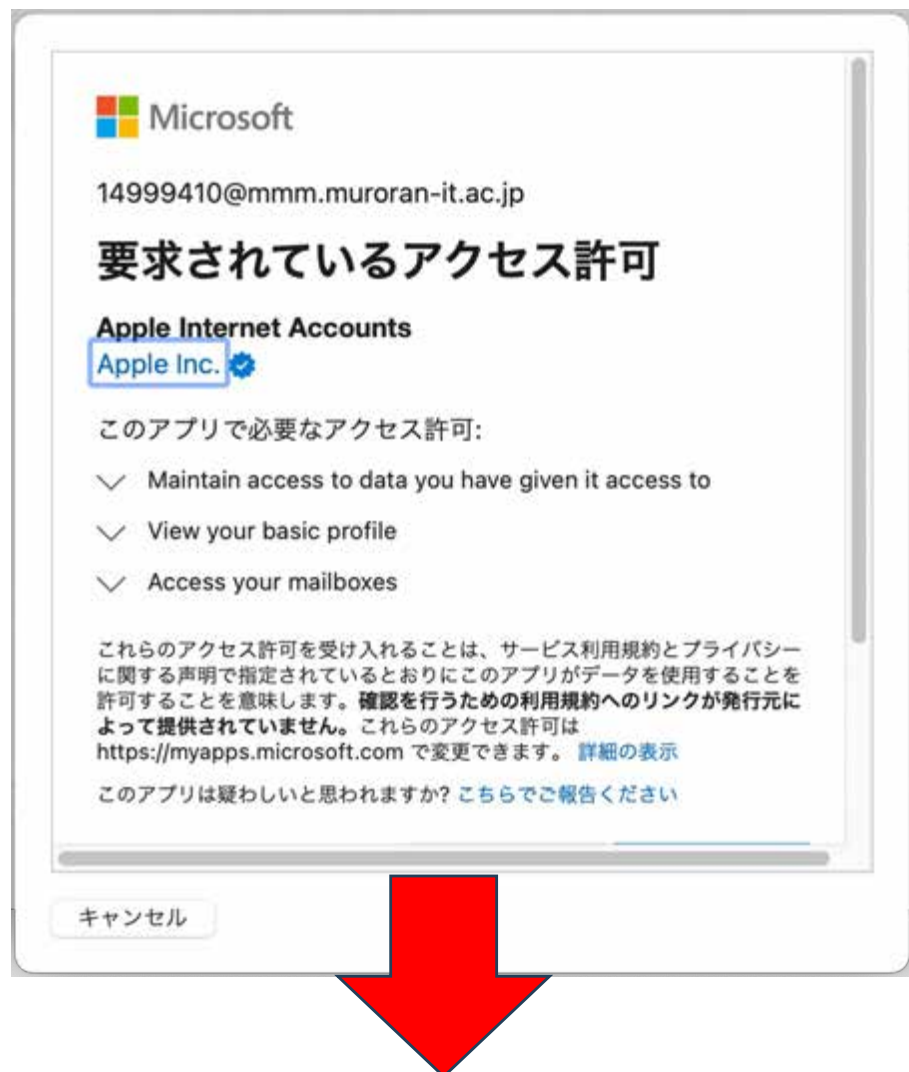 Microsoft
14999410@mmm.muroran-it.ac.jp
要求されているアクセス許可
Apple Internet Accounts
Apple Inc.
このアプリで必要なアクセス許可:
Maintain access to data you have given it access to
View your basic profile
Access your mailboxes
これらのアクセス許可を受け入れることは、サービス利用規約とプライバシー
に関する声明で指定されているとおりにこのアプリがデータを使用することを
許可することを意味します。確認を行うための利用規約へのリンクが発行元に
よって提供されていません。これらのアクセス許可は
https://myapps.microsoft.com で変更できます。 詳細の表示
このアプリは疑わしいと思われますか? こちらでご報告ください
キャンセル